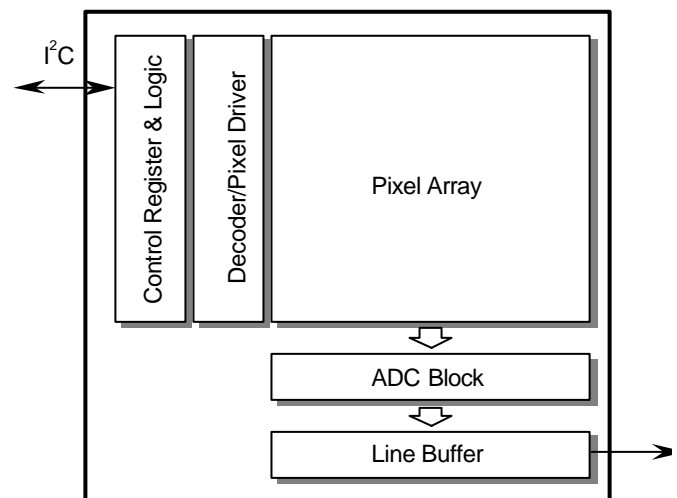 I²C
Control Register & Logic
Decoder/Pixel Driver
Pixel Array
ADC Block
Line Buffer